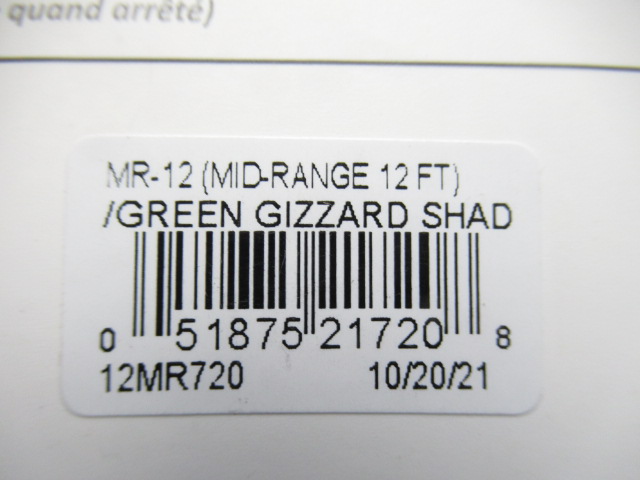 quand arrêté)
MR-12 (MID-RANGE 12 FT)
/GREEN GIZZARD SHAD
0 51875 21720 8
12MR720 10/20/21